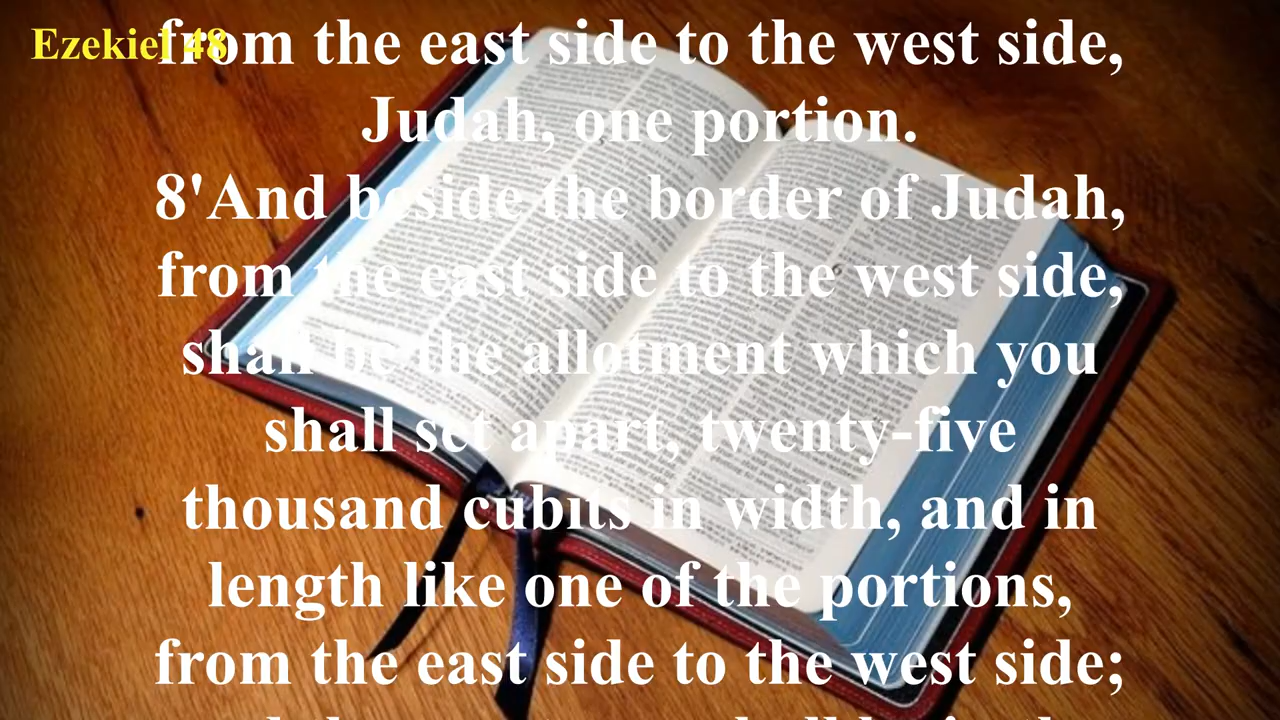 Ezekiel 48
from the east side to the west side,
Judah, one portion.
8'And beside the border of Judah,
from the east side to the west side,
shall be the allotment which you
shall set apart, twenty-five
thousand cubits in width, and in
length like one of the portions,
from the east side to the west side;